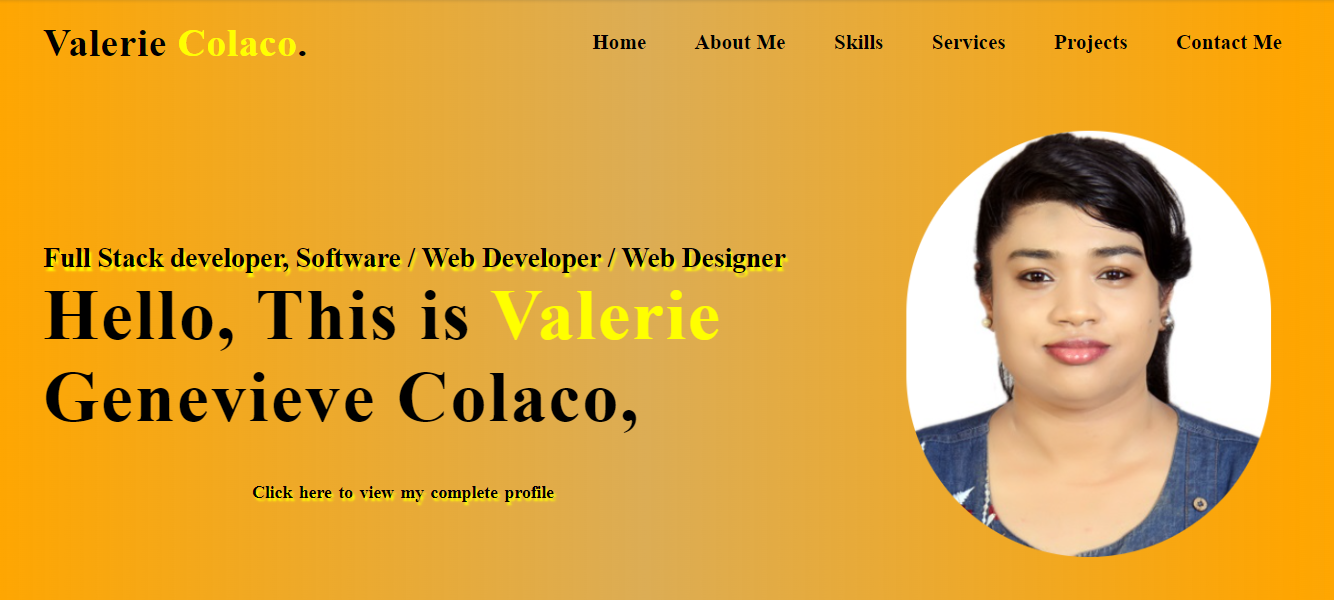 Valerie Colaco.
Home About Me Skills Services Projects Contact Me
Full Stack developer, Software / Web Developer / Web Designer
Hello, This is Valerie
Genevieve Colaco,
Click here to view my complete profile